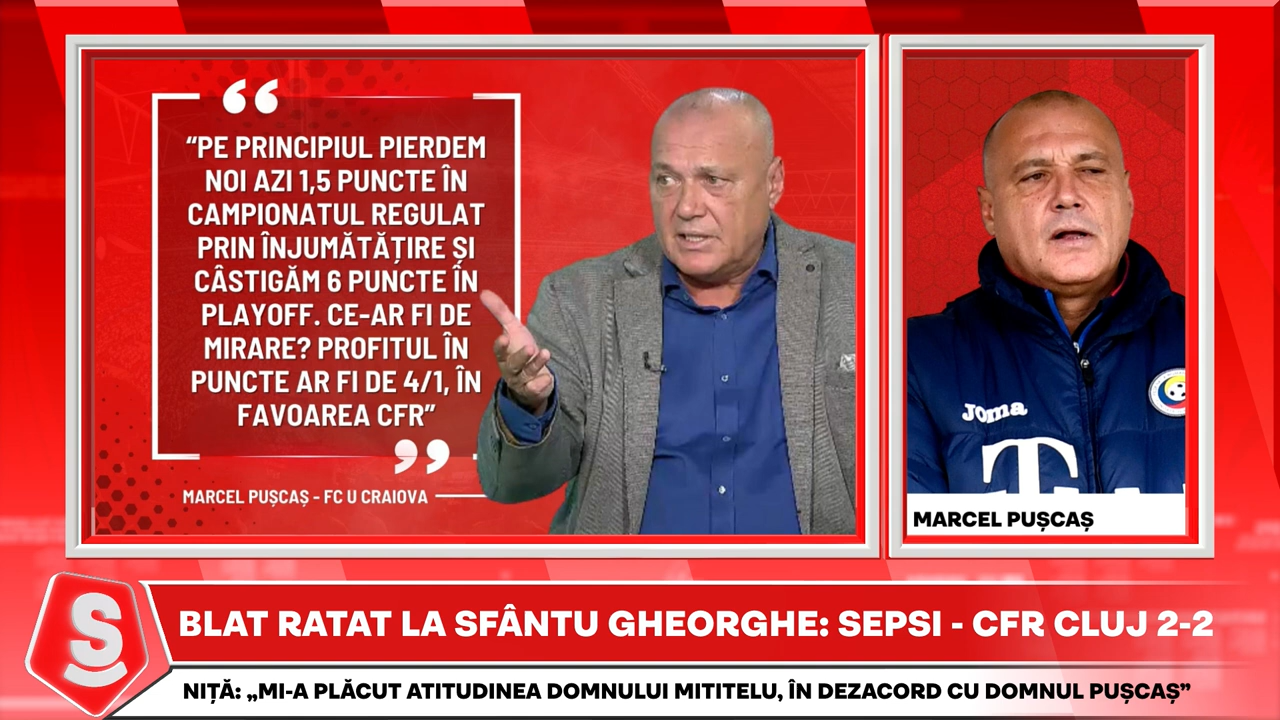 “PE PRINCIPIUL PIERDEM
NOI AZI 1,5 PUNCTE ÎN
CAMPIONATUL REGULAT
PRIN ÎNJUMĂTĂȚIRE ȘI
CÂSTIGĂM 6 PUNCTE ÎN
PLAYOFF. CE-AR FI DE
MIRARE? PROFITUL ÎN
PUNCTE AR FI DE 4/1, ÎN
FAVOAREA CFR”
MARCEL PUȘCAȘ - FC U CRAIOVA
Joma
T
MARCEL PUȘCAȘ
S
BLAT RATAT LA SFÂNTU GHEORGHE: SEPSI - CFR CLUJ 2-2
NIȚĂ: „MI-A PLĂCUT ATITUDINEA DOMNULUI MITITELU, ÎN DEZACORD CU DOMNUL PUȘCAȘ”